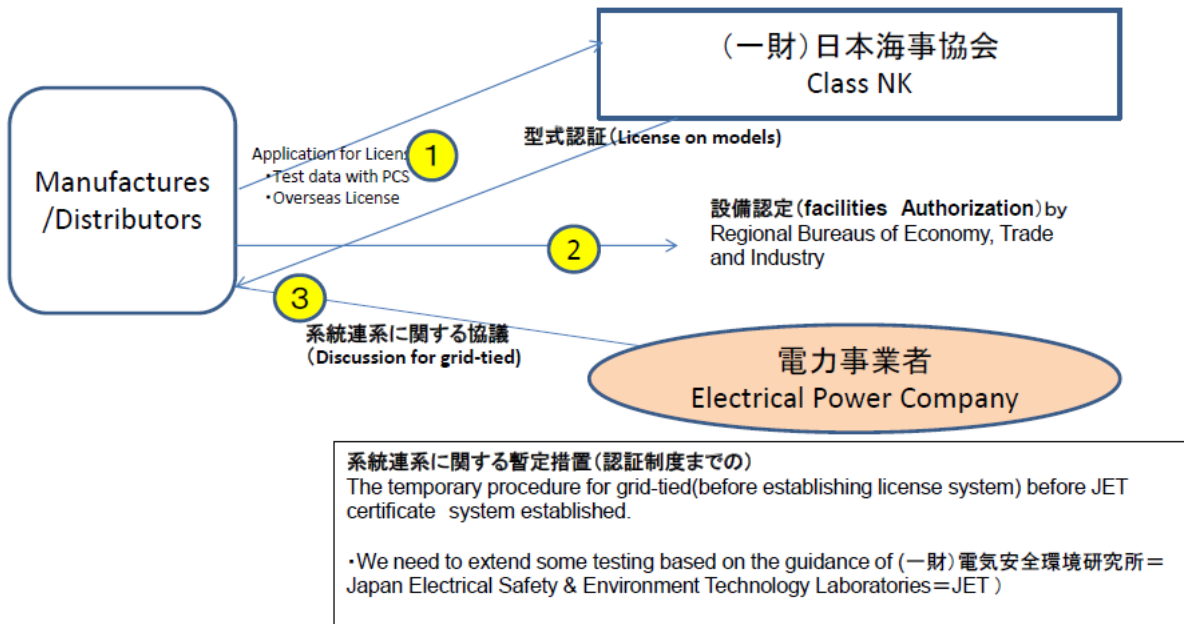 (一財)日本海事協会
Class NK
型式認証(License on models)
Manufactures
/Distributors
Application for Licens
・Test data with PCS
・Overseas License
1
設備認定(facilities Authorization)by
Regional Bureaus of Economy, Trade
and Industry
2
3
系統連系に関する協議
(Discussion for grid-tied)
電力事業者
Electrical Power Company
系統連系に関する暫定措置(認証制度までの)
The temporary procedure for grid-tied(before establishing license system) before JET
certificate system established.
・We need to extend some testing based on the guidance of (一財)電気安全環境研究所=
Japan Electrical Safety & Environment Technology Laboratories=JET )